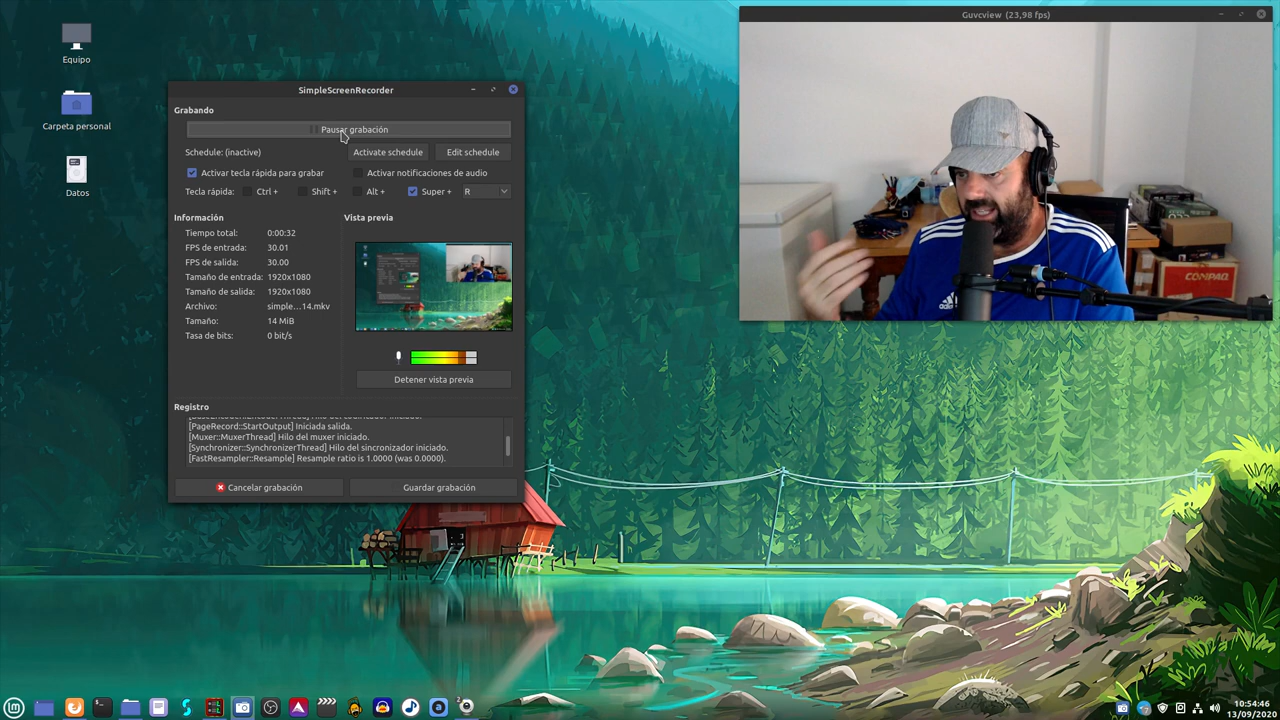 Guvcview (23,98 fps)
Equipo
Carpeta personal
Datos
SimpleScreenRecorder
Grabando
Pausar grabación
Schedule: (inactive)
Activate schedule
Edit schedule
Activar tecla rápida para grabar
Activar notificaciones de audio
Tecla rápida:
Ctrl +
Shift +
Alt +
Super +
R
Información
Vista previa
Tiempo total: 0:00:32
FPS de entrada: 30.01
FPS de salida: 30.00
Tamaño de entrada: 1920x1080
Tamaño de salida: 1920x1080
Archivo: simple...14.mkv
Tamaño: 14 MiB
Tasa de bits: 0 bit/s
Detener vista previa
Registro
[PageRecord::StartOutput] Iniciada salida.
[Muxer::MuxerThread] Hilo del muxer iniciado.
[Synchronizer::SynchronizerThread] Hilo del sincronizador iniciado.
[FastResampler::Resample] Resample ratio is 1.0000 (was 0.0000).
Cancelar grabación
Guardar grabación
adidas
COMPAQ
10:54:46
13/09/2020